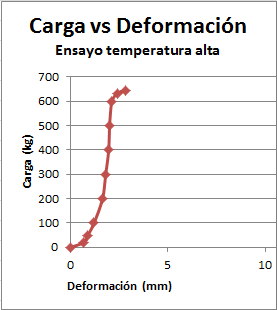 Carga vs Deformación
Ensayo temperatura alta
700
600
500
400
300
200
100
0
Carga (kg)
0 5 10
Deformación (mm)